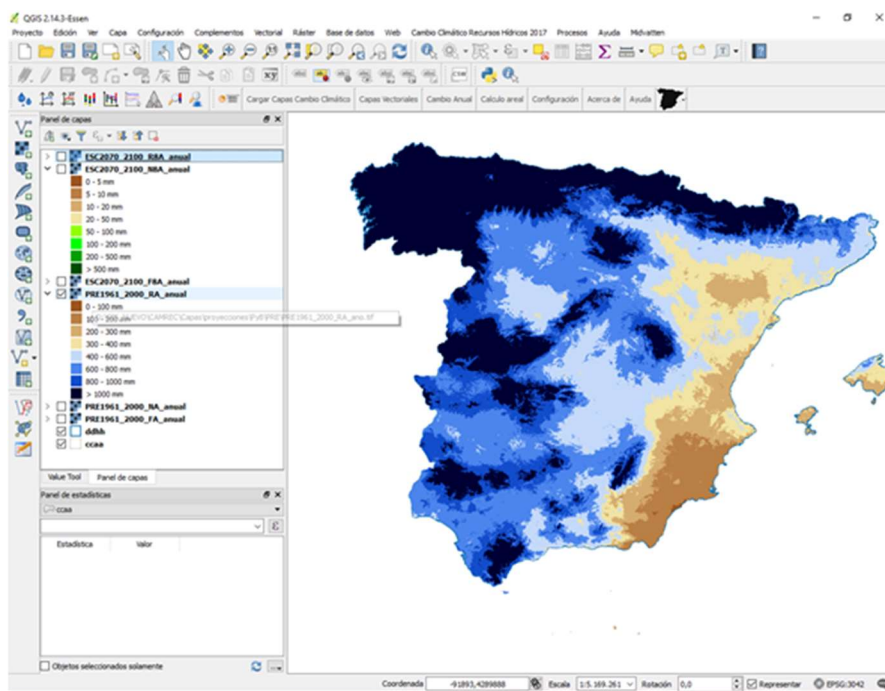 QGIS 2.14.3-Essen
Proyecto Edición Ver Capa Configuración Complementos Vectorial Ráster Base de datos Web Cambio Climático Recursos Hídricos 2017 Procesos Ayuda Midvatten
Cargar Capas Cambio Climático Capas Vectoriales Cambio Anual Calculo areal Configuración Acerca de Ayuda
Panel de capas
ESC2070_2100_R8A_anual
ESC2070_2100_N8A_anual
0 - 5 mm
5 - 10 mm
10 - 20 mm
20 - 50 mm
50 - 100 mm
100 - 200 mm
200 - 500 mm
> 500 mm
ESC2070_2100_F8A_anual
PRE1961_2000_RA_anual
0 - 100 mm
200 - 300 mm
300 - 400 mm
400 - 600 mm
600 - 800 mm
800 - 1000 mm
> 1000 mm
PRE1961_2000_NA_anual
PRE1961_2000_FA_anual
ddhh
ccaa
Value Tool Panel de capas
Panel de estadísticas
ccaa
Estadística Valor
Objetos seleccionados solamente
Coordenada -91893,4289888 Escala 1:5.169.261 Rotación 0,0 Representar EPSG:3042